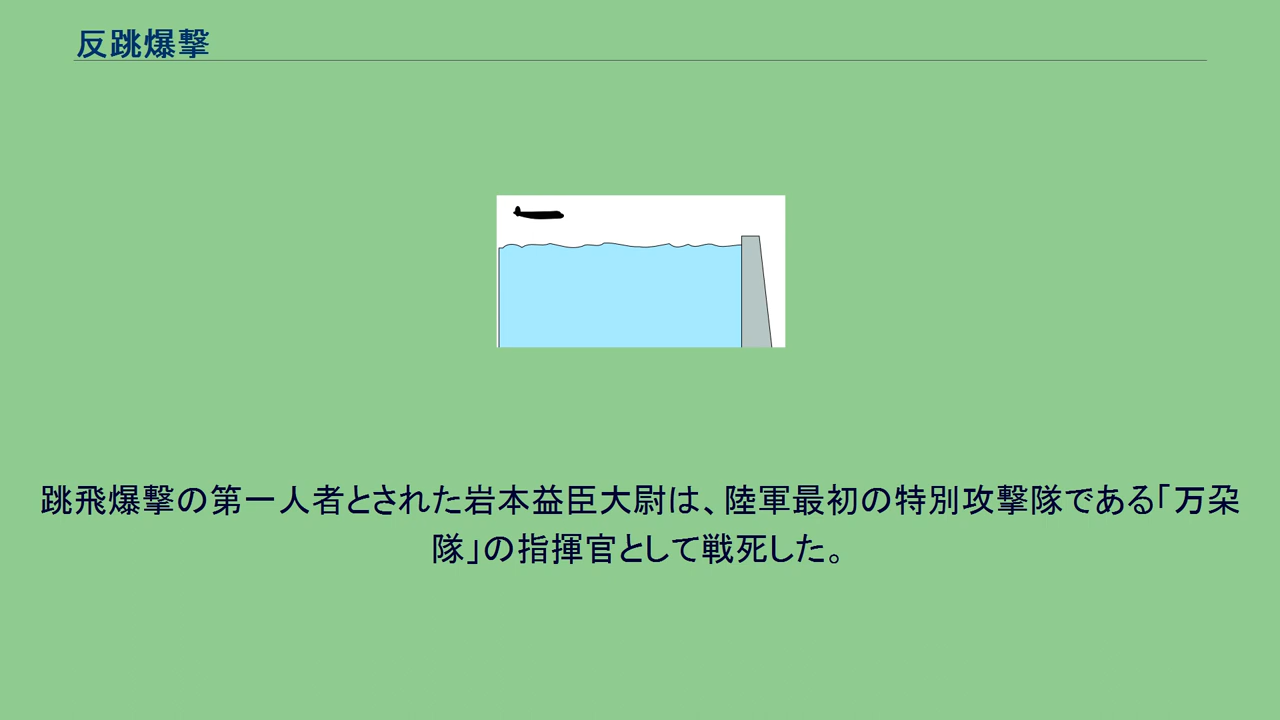 反跳爆撃
跳飛爆撃の第一人者とされた岩本益臣大尉は、陸軍最初の特別攻撃隊である「万朶
隊」の指揮官として戦死した。